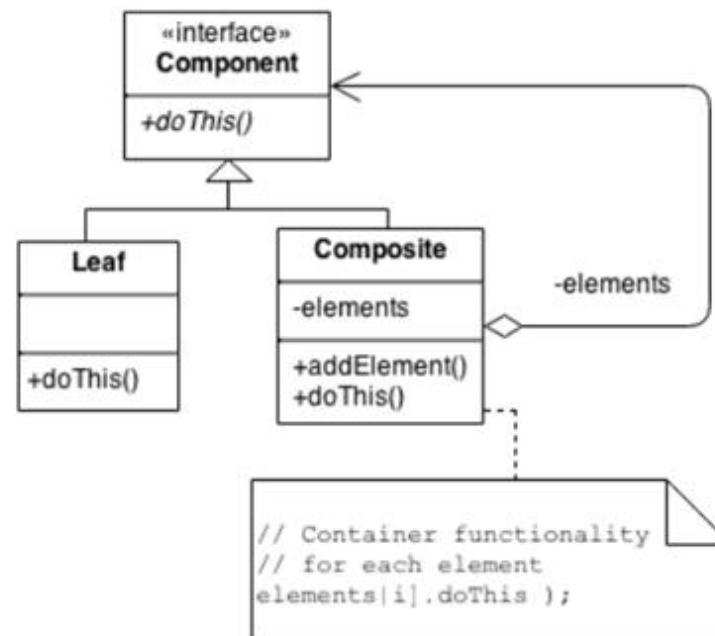 «interface»
Component
+doThis()
Leaf
+doThis()
Composite
-elements
+addElement()
+doThis()
-elements
// Container functionality
// for each element
elements[i].doThis );